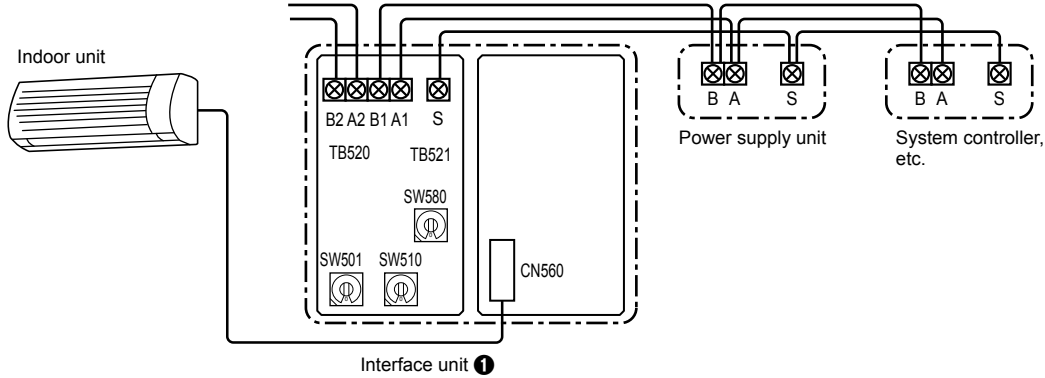 Indoor unit
B2 A2 B1 A1 S
TB520 TB521
SW580
SW501 SW510
CN560
Interface unit ❶
B A S
Power supply unit
B A S
System controller,
etc.